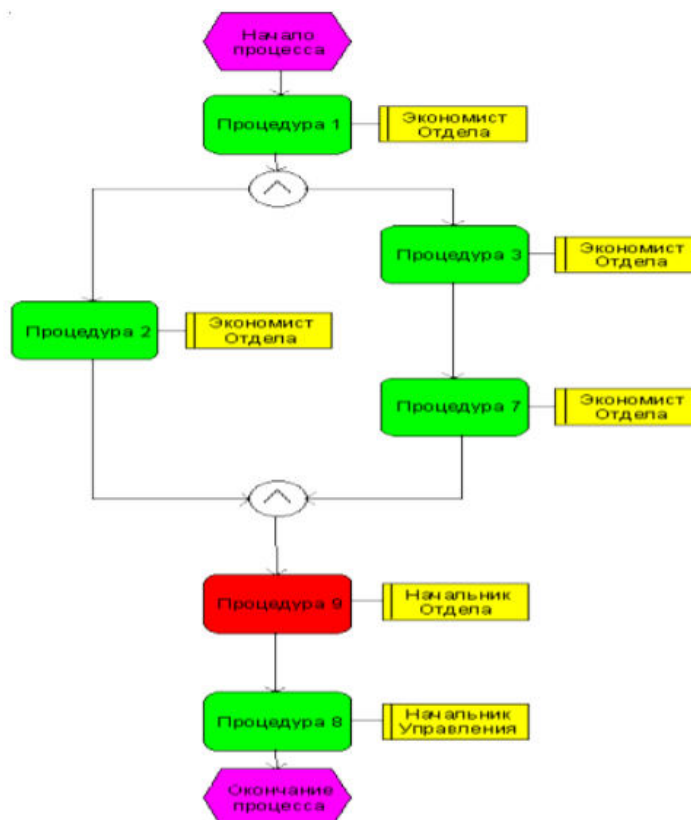 Начало
процесса
Процедура 1
Экономист
Отдела
Процедура 3
Экономист
Отдела
Процедура 2
Экономист
Отдела
Процедура 7
Экономист
Отдела
Процедура 9
Начальник
Отдела
Процедура 8
Начальник
Управления
Окончание
процесса